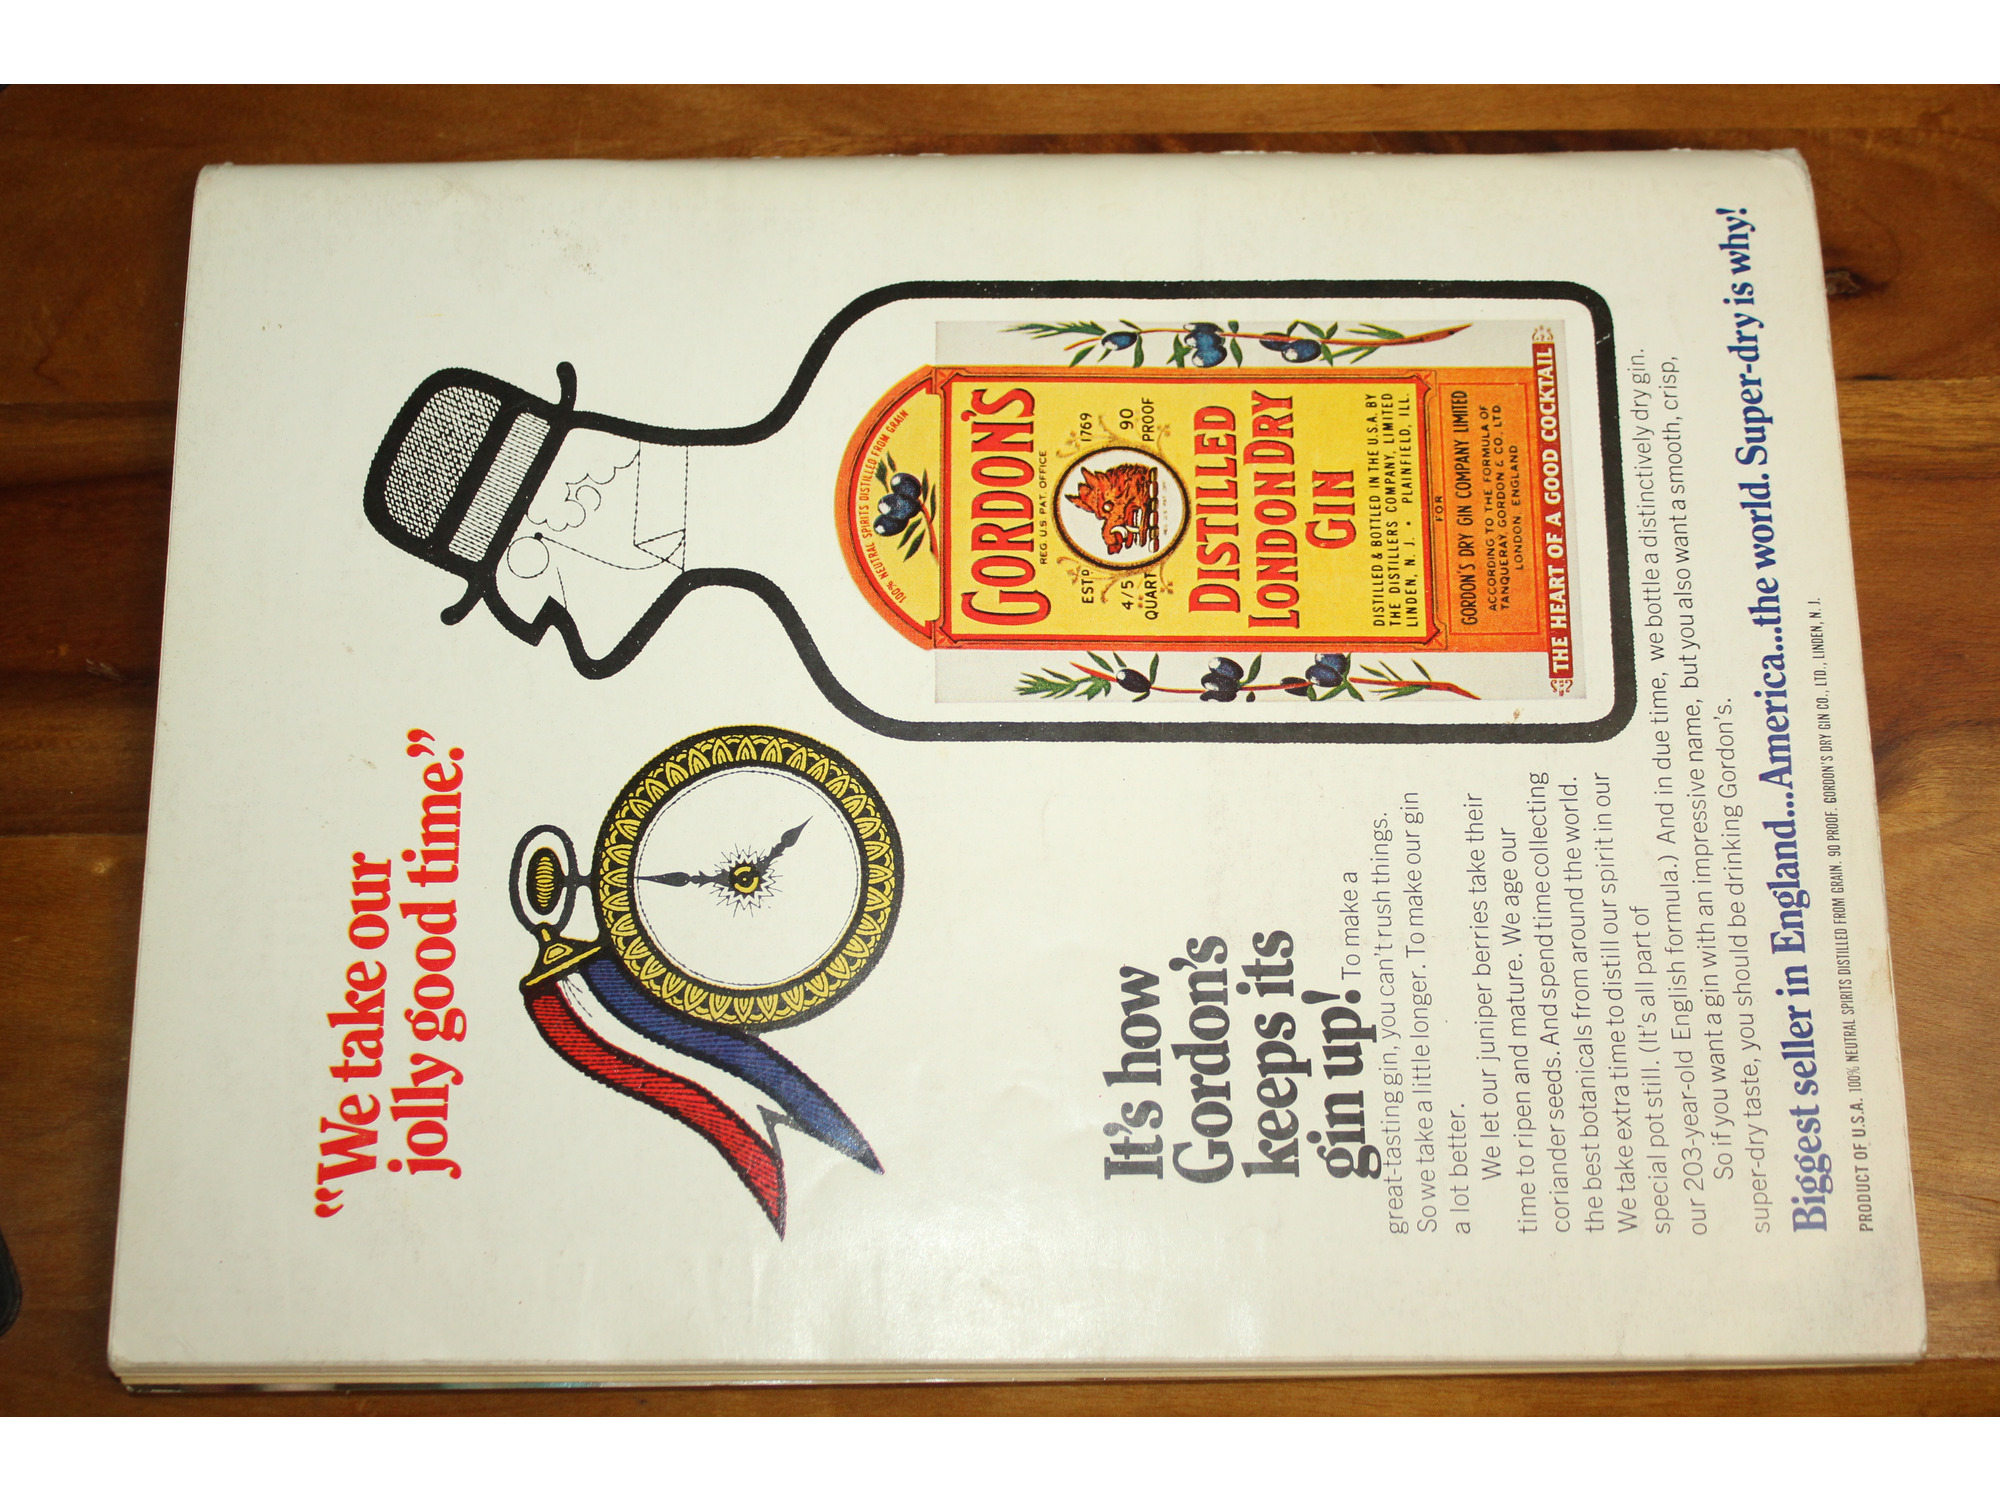 “We take our
jolly good time.”
100% NEUTRAL SPIRITS DISTILLED FROM GRAIN
GORDON'S
REG. U.S. PAT. OFFICE
ESTD 1769
4/5 QUART 90 PROOF
DISTILLED
LONDON DRY
GIN
DISTILLED & BOTTLED IN THE U.S.A. BY
THE DISTILLERS COMPANY, LIMITED
LINDEN, N. J. • PLAINFIELD, ILL.
FOR
GORDON'S DRY GIN COMPANY LIMITED
ACCORDING TO THE FORMULA OF
TANQUERAY, GORDON & CO. LTD
LONDON, ENGLAND
THE HEART OF A GOOD COCKTAIL
It's how
Gordon's
keeps its
gin up! To make a
great-tasting gin, you can't rush things.
So we take a little longer. To make our gin
a lot better.
We let our juniper berries take their
time to ripen and mature. We age our
coriander seeds. And spend time collecting
the best botanicals from around the world.
We take extra time to distill our spirit in our
special pot still. (It's all part of
our 203-year-old English formula.) And in due time, we bottle a distinctively dry gin.
So if you want a gin with an impressive name, but you also want a smooth, crisp,
super-dry taste, you should be drinking Gordon's.
Biggest seller in England...America...the world. Super-dry is why!
PRODUCT OF U.S.A. 100% NEUTRAL SPIRITS DISTILLED FROM GRAIN. 90 PROOF. GORDON'S DRY GIN CO., LTD., LINDEN, N. J.